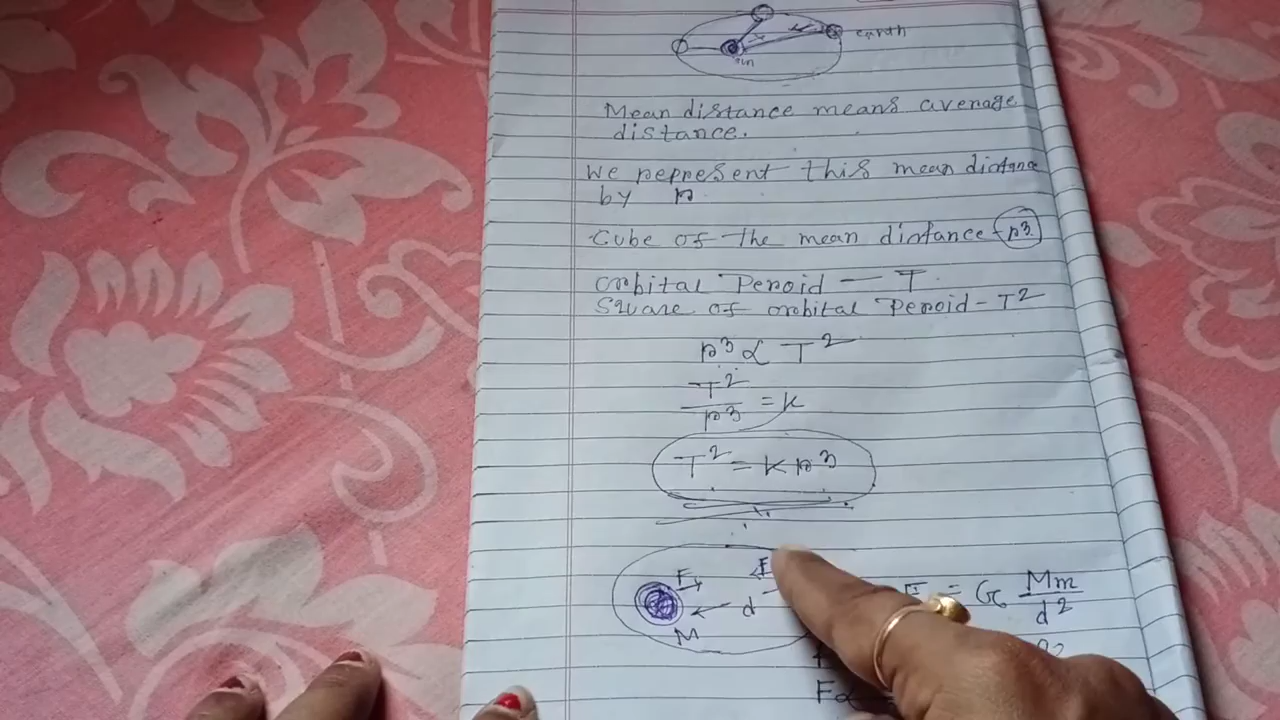 earth
sun
Mean distance means average
distance.
We represent this mean distance
by r
Cube of the mean distance - r³
orbital Period — T
Square of orbital Period - T²
r³ ∝ T²
T²/r³ = K
T² = K r³
F F
d
M
F = G Mm/d²
F ∝